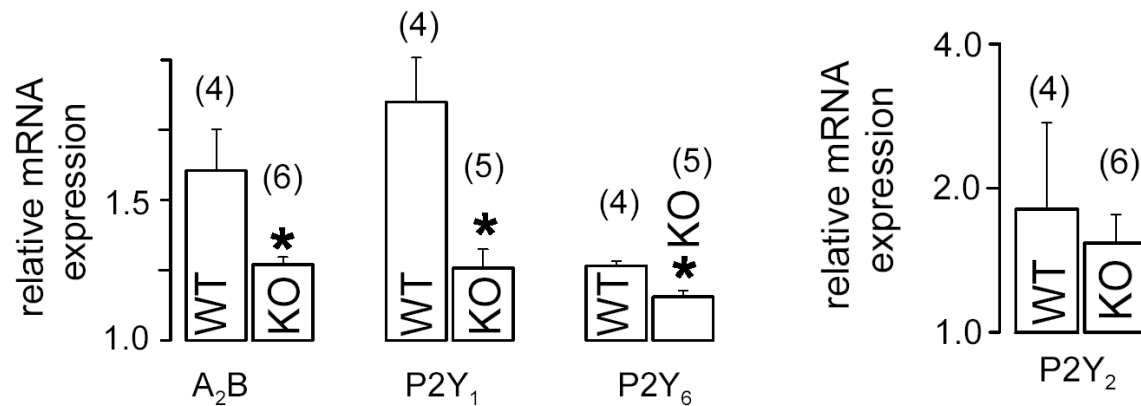 relative mRNA
expression
1.5
1.0
(4)
WT
(6)
*
KO
A₂B
(4)
WT
(5)
*
KO
P2Y₁
(4)
WT
(5)
KO
*
P2Y₆
relative mRNA
expression
4.0
2.0
1.0
(4)
WT
(6)
KO
P2Y₂